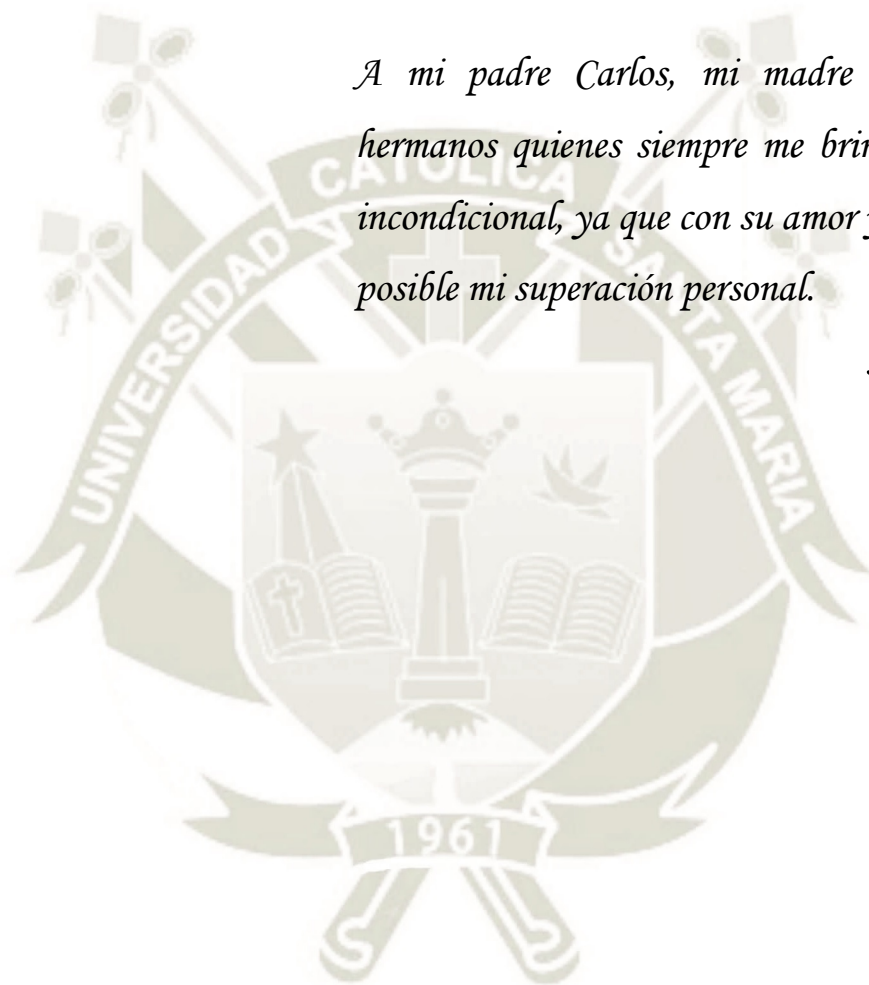 A mi padre Carlos, mi madre
hermanos quienes siempre me
incondicional, ya que con su amor
posible mi superación personal.
UNIVERSIDAD CATOLICA SANTA MARIA
1961